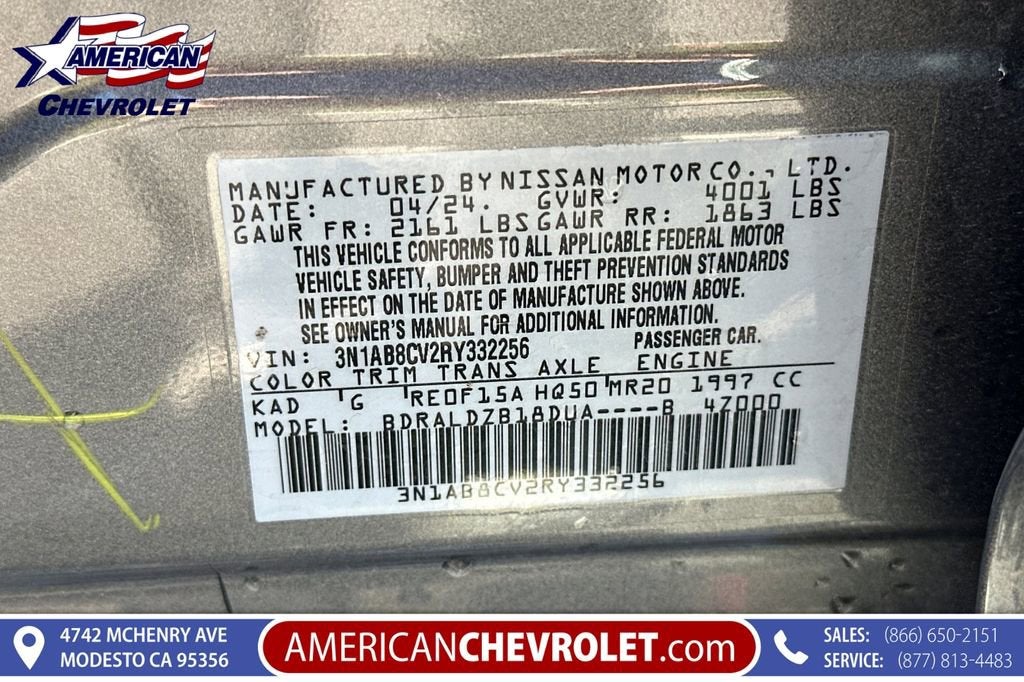 AMERICAN
CHEVROLET
MANUFACTURED BY NISSAN MOTOR CO., LTD.
DATE: 04/24. GVWR: 4001 LBS
GAWR FR: 2161 LBS GAWR RR: 1863 LBS
THIS VEHICLE CONFORMS TO ALL APPLICABLE FEDERAL MOTOR
VEHICLE SAFETY, BUMPER AND THEFT PREVENTION STANDARDS
IN EFFECT ON THE DATE OF MANUFACTURE SHOWN ABOVE.
SEE OWNER'S MANUAL FOR ADDITIONAL INFORMATION.
VIN: 3N1AB8CV2RY332256 PASSENGER CAR.
COLOR TRIM TRANS AXLE ENGINE
KAD G RE0F15A HQ50 MR20 1997 CC
MODEL: BDRALDZB18DUA----B 4Z000
3N1AB8CV2RY332256
4742 MCHENRY AVE
MODESTO CA 95356
AMERICANCHEVROLET.com
SALES: (866) 650-2151
SERVICE: (877) 813-4483